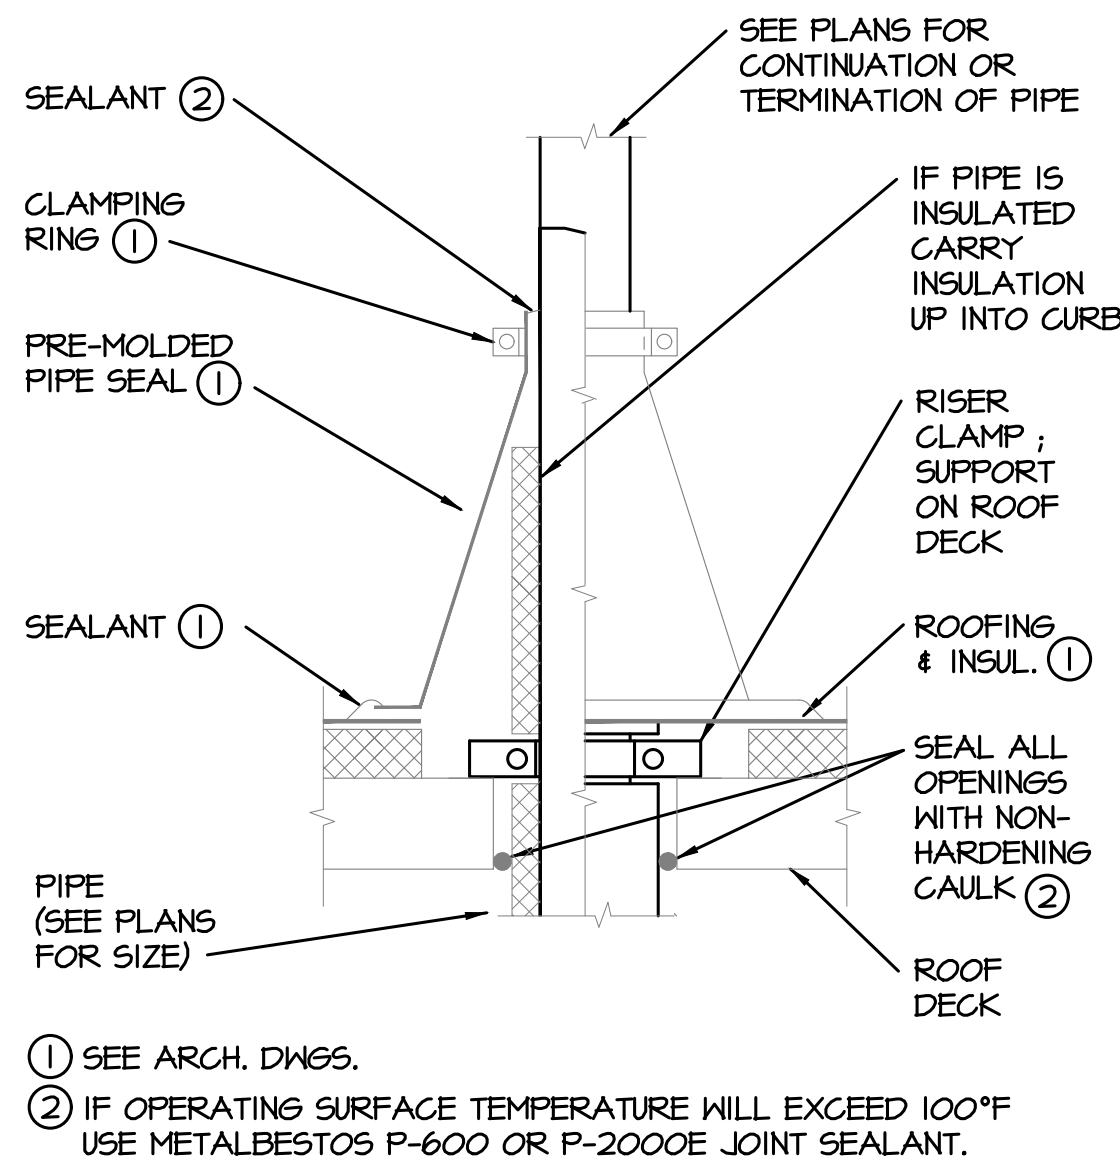 SEE PLANS FOR
CONTINUATION OR
TERMINATION OF PIPE
SEALANT 2
CLAMPING
RING 1
PRE-MOLDED
PIPE SEAL 1
SEALANT 1
PIPE
(SEE PLANS
FOR SIZE)
IF PIPE IS
INSULATED
CARRY
INSULATION
UP INTO CURB
RISER
CLAMP ;
SUPPORT
ON ROOF
DECK
ROOFING
& INSUL. 1
SEAL ALL
OPENINGS
WITH NON-
HARDENING
CAULK 2
ROOF
DECK
1 SEE ARCH. DWGS.
2 IF OPERATING SURFACE TEMPERATURE WILL EXCEED 100°F
USE METALBESTOS P-600 OR P-2000E JOINT SEALANT.